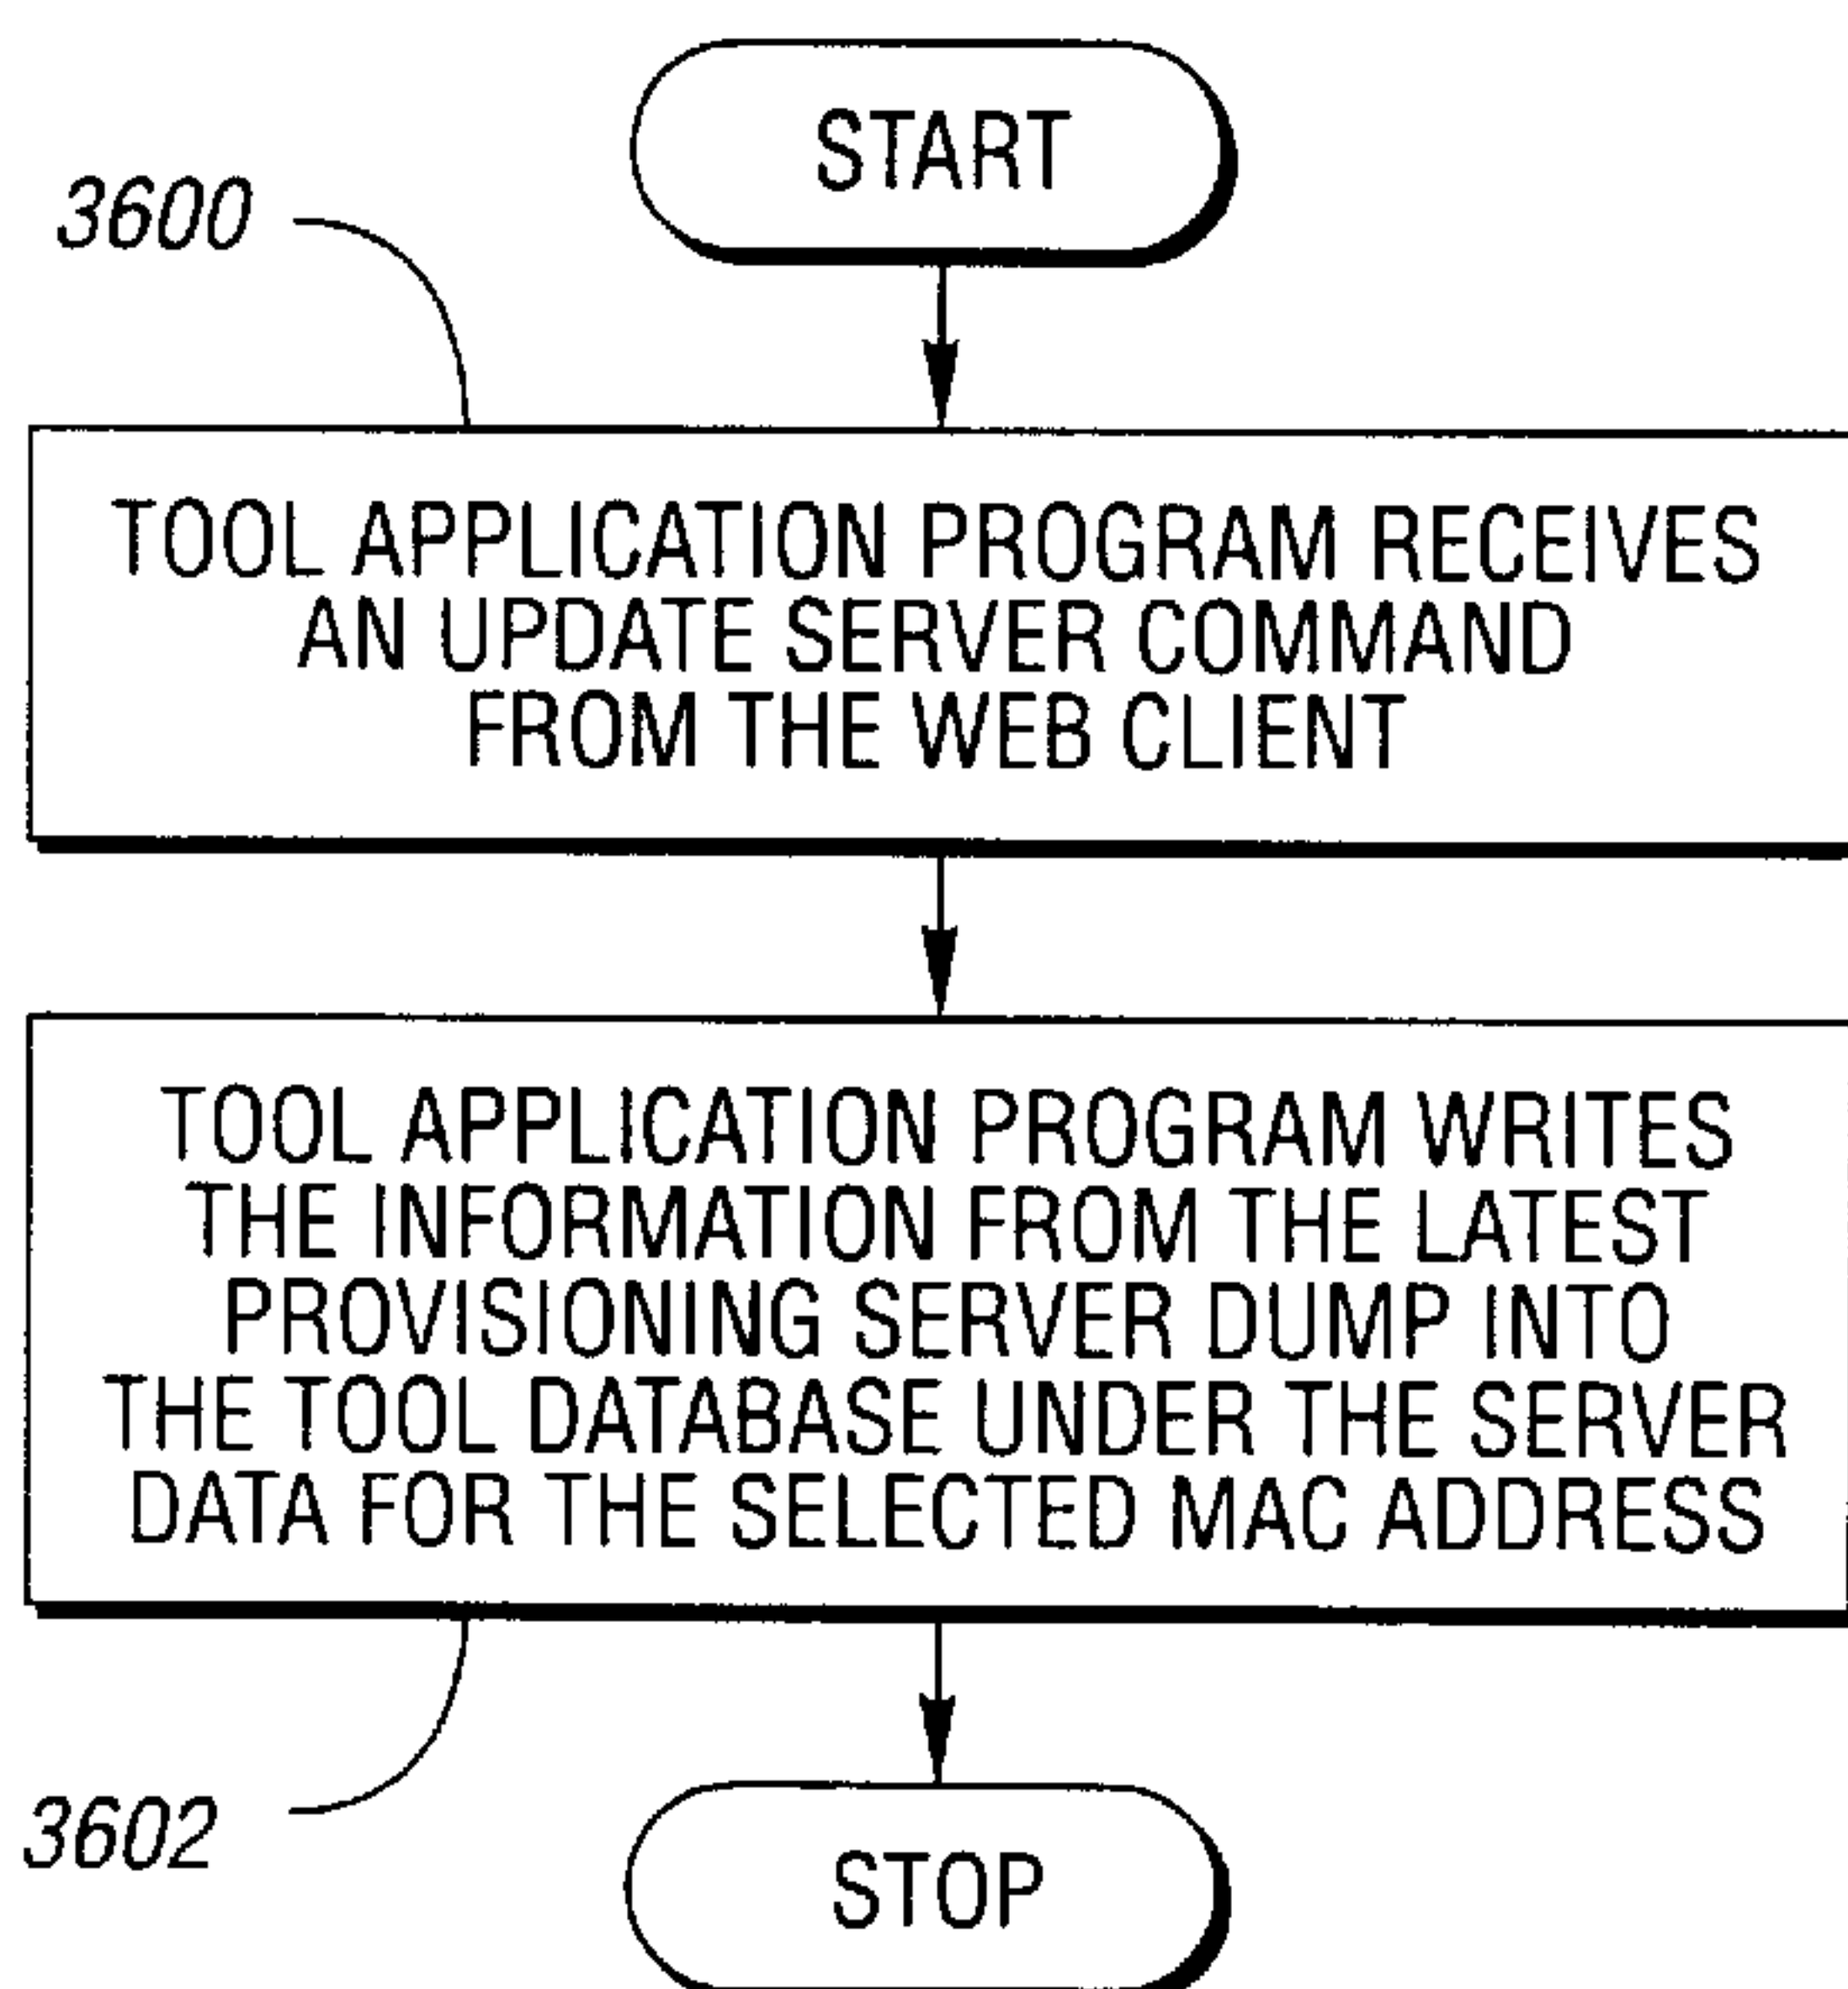 START
3600
TOOL APPLICATION PROGRAM RECEIVES
AN UPDATE SERVER COMMAND
FROM THE WEB CLIENT
TOOL APPLICATION PROGRAM WRITES
THE INFORMATION FROM THE LATEST
PROVISIONING SERVER DUMP INTO
THE TOOL DATABASE UNDER THE SERVER
DATA FOR THE SELECTED MAC ADDRESS
3602
STOP